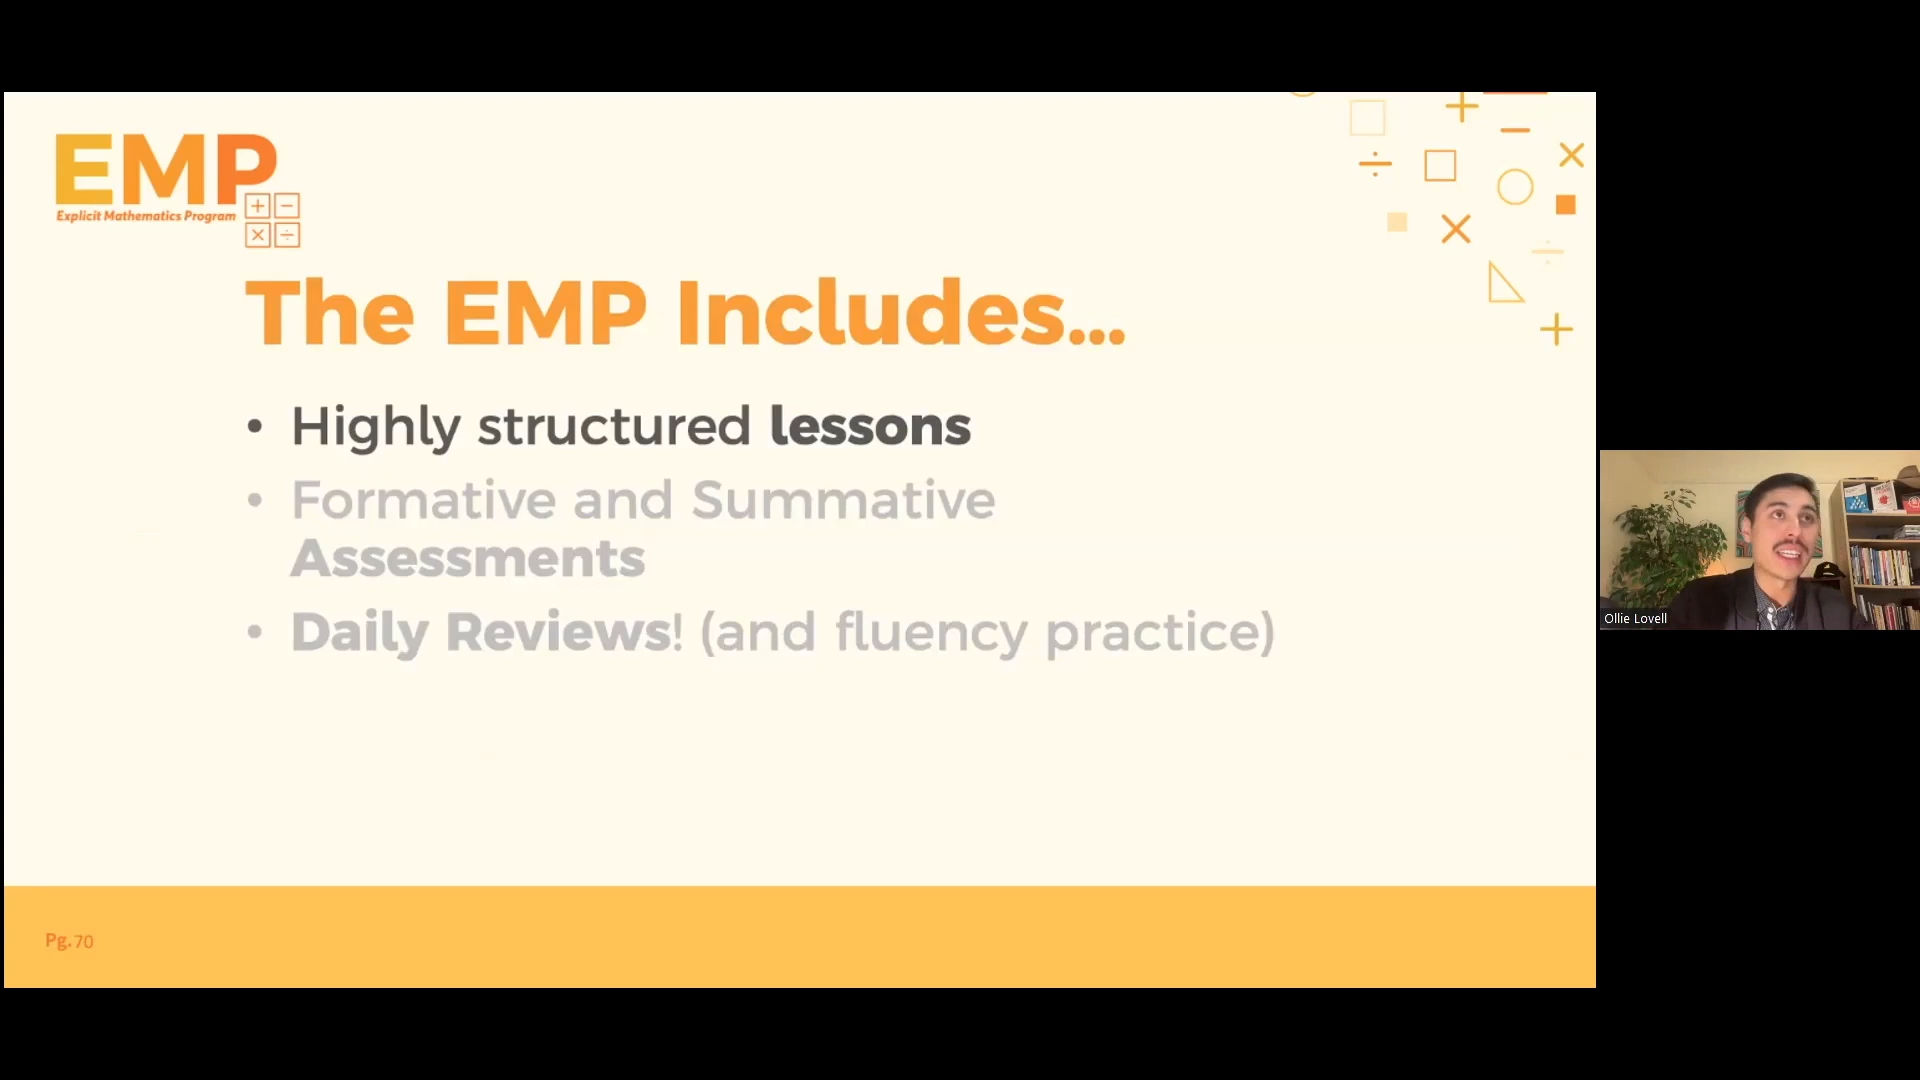 EMP
Explicit Mathematics Program
The EMP Includes...
• Highly structured lessons
• Formative and Summative
Assessments
• Daily Reviews! (and fluency practice)
Pg.70
Ollie Lovell